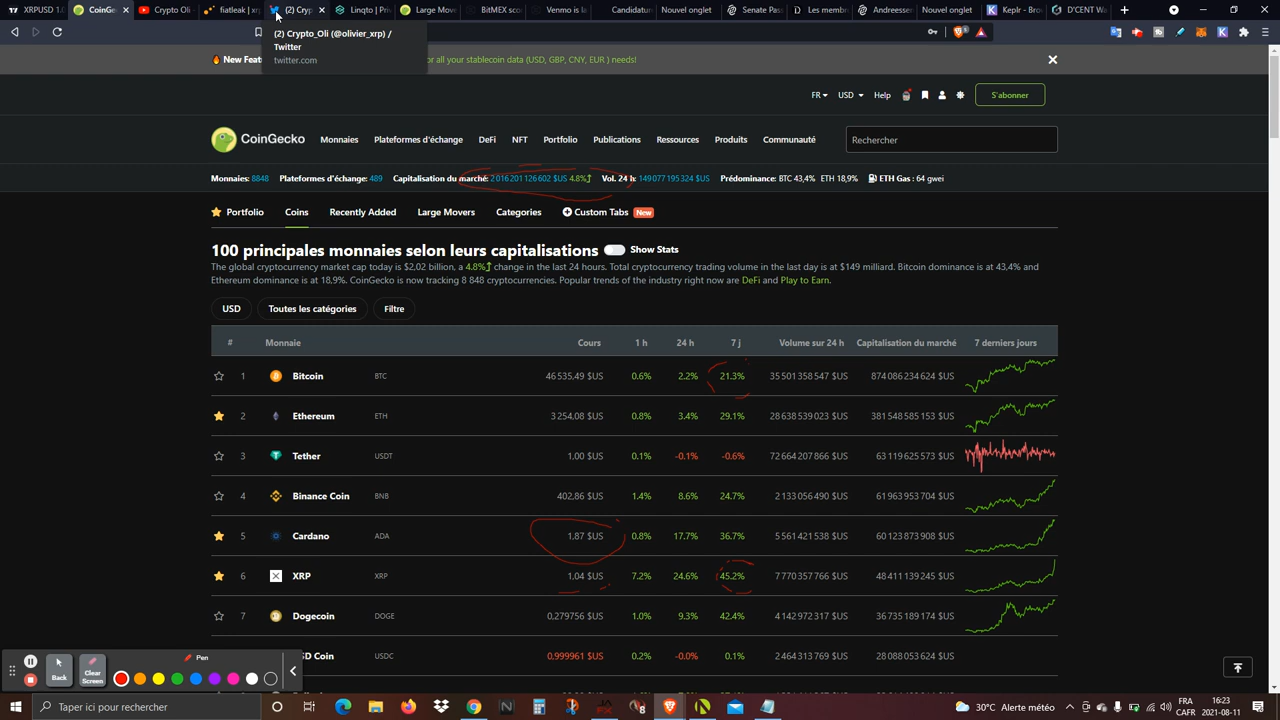 XRPUSD 1.0
CoinGe
Crypto Oli
fiatleak | xrp
(2) Cryp
Linqto | Pri
Large Mov
BitMEX sc
Venmo is la
Candidatur
Nouvel onglet
Senate Pass
Les membr
Andreessen
Nouvel onglet
Keplr - Bro
D'CENT Wa
(2) Crypto_Oli (@olivier_xrp) /
Twitter
twitter.com
New Feat
or all your stablecoin data (USD, GBP, CNY, EUR ) needs!
FR USD Help S'abonner
CoinGecko Monnaies Plateformes d'échange DeFi NFT Portfolio Publications Ressources Produits Communauté Rechercher
Monnaies: 8848 Plateformes d'échange: 489 Capitalisation du marché: 2 016 201 126 602 $US 4.8% Vol. 24 h: 149 077 195 324 $US Prédominance: BTC 43,4% ETH 18,9% ETH Gas : 64 gwei
Portfolio Coins Recently Added Large Movers Categories Custom Tabs New
100 principales monnaies selon leurs capitalisations Show Stats
The global cryptocurrency market cap today is $2,02 billion, a 4.8% change in the last 24 hours. Total cryptocurrency trading volume in the last day is at $149 milliard. Bitcoin dominance is at 43,4% and
Ethereum dominance is at 18,9%. CoinGecko is now tracking 8 848 cryptocurrencies. Popular trends of the industry right now are DeFi and Play to Earn.
USD Toutes les catégories Filtre
# Monnaie Cours 1 h 24 h 7 j Volume sur 24 h Capitalisation du marché 7 derniers jours
1 Bitcoin BTC 46 535,49 $US 0.6% 2.2% 21.3% 35 501 358 547 $US 874 086 234 624 $US
2 Ethereum ETH 3 254,08 $US 0.8% 3.4% 29.1% 28 638 539 023 $US 381 548 585 153 $US
3 Tether USDT 1,00 $US 0.1% -0.1% -0.6% 72 664 207 866 $US 63 119 625 573 $US
4 Binance Coin BNB 402,86 $US 1.4% 8.6% 24.7% 2 133 056 490 $US 61 963 953 704 $US
5 Cardano ADA 1,87 $US 0.8% 17.7% 36.7% 5 561 421 538 $US 60 123 873 908 $US
6 XRP XRP 1,04 $US 7.2% 24.6% 45.2% 7 770 357 766 $US 48 411 139 245 $US
7 Dogecoin DOGE 0,279756 $US 1.0% 9.3% 42.4% 4 142 972 317 $US 36 735 189 174 $US
SD Coin USDC 0,999961 $US 0.2% -0.0% 0.1% 2 464 313 769 $US 28 088 053 634 $US
Pen
Back
Clear
Screen
Taper ici pour rechercher
30°C Alerte météo
FRA
CAFR
16:23
2021-08-11